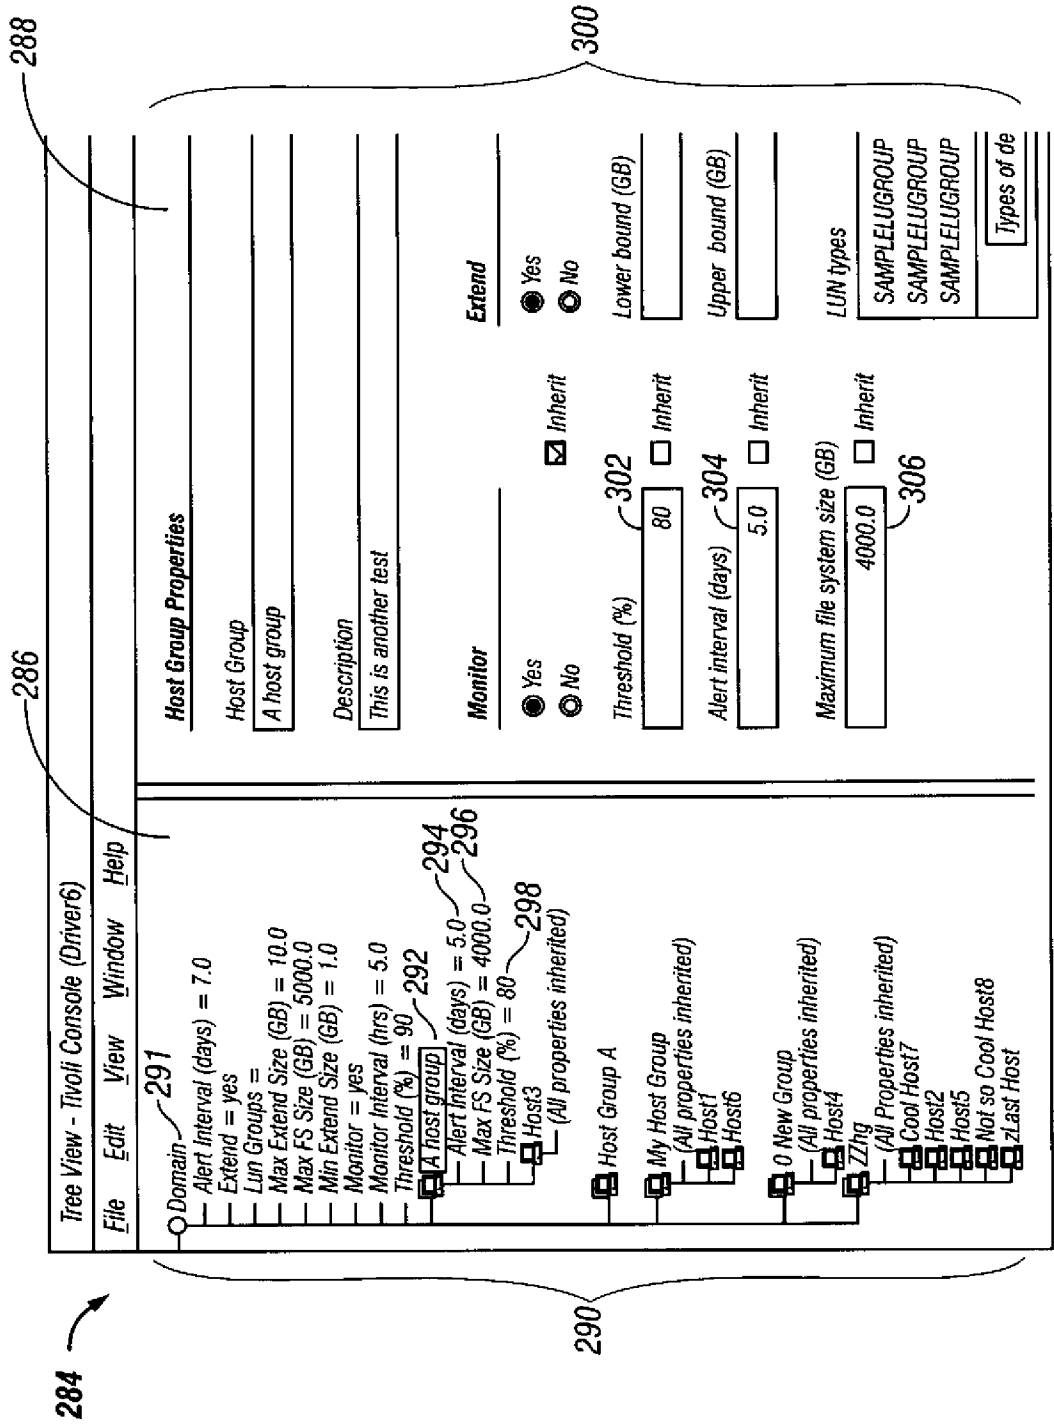 284
286
288
Tree View - Tivoli Console (Driver6)
File Edit View Window Help
290
Domain 291
Alert Interval (days) = 7.0
Extend = yes
Lun Groups =
Max Extend Size (GB) = 10.0
Max FS Size (GB) = 5000.0
Min Extend Size (GB) = 1.0
Monitor = yes
Monitor Interval (hrs) = 5.0
Threshold (%) = 90
A host group 292
Alert Interval (days) = 5.0 294
Max FS Size (GB) = 4000.0 296
Threshold (%) = 80 298
Host3
(All properties inherited)
Host Group A
My Host Group
(All properties inherited)
Host1
Host6
0 New Group
(All properties inherited)
Host4
ZZhg
(All Properties inherited)
Cool Host7
Host2
Host5
Not so Cool Host8
zLast Host
300
Host Group Properties
Host Group
A host group
Description
This is another test
Monitor
Yes
No
Inherit
Threshold (%) 302
80
Inherit
Alert interval (days) 304
5.0
Inherit
Maximum file system size (GB)
4000.0
Inherit
306
Extend
Yes
No
Lower bound (GB)
Upper bound (GB)
LUN types
SAMPLELUGROUP
SAMPLELUGROUP
SAMPLELUGROUP
Types of de